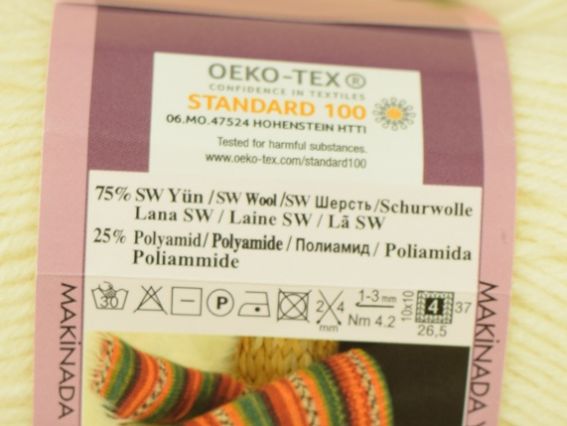 OEKO-TEX®
CONFIDENCE IN TEXTILES
STANDARD 100
06.MO.47524 HOHENSTEIN HTTI
Tested for harmful substances.
www.oeko-tex.com/standard100
75% SW Yün / SW Wool / SW Шерсть / Schurwolle
Lana SW / Laine SW / Lã SW
25% Polyamid / Polyamide / Полиамид / Poliamida
Poliammide
30 P 2 4 mm 1-3 mm Nm 4.2 10x10 4 37 26,5
MAKİNADA
MAKİNADA